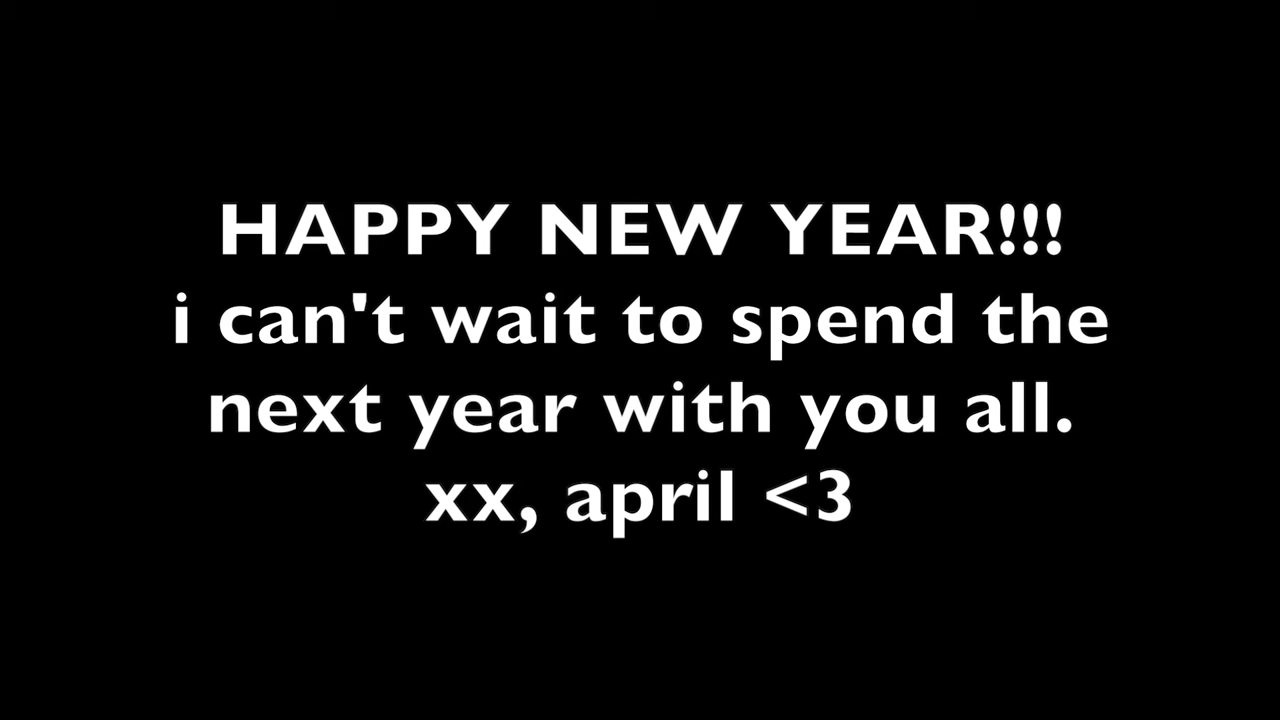 HAPPY NEW YEAR!!!
i can't wait to spend the
next year with you all.
xx, april <3